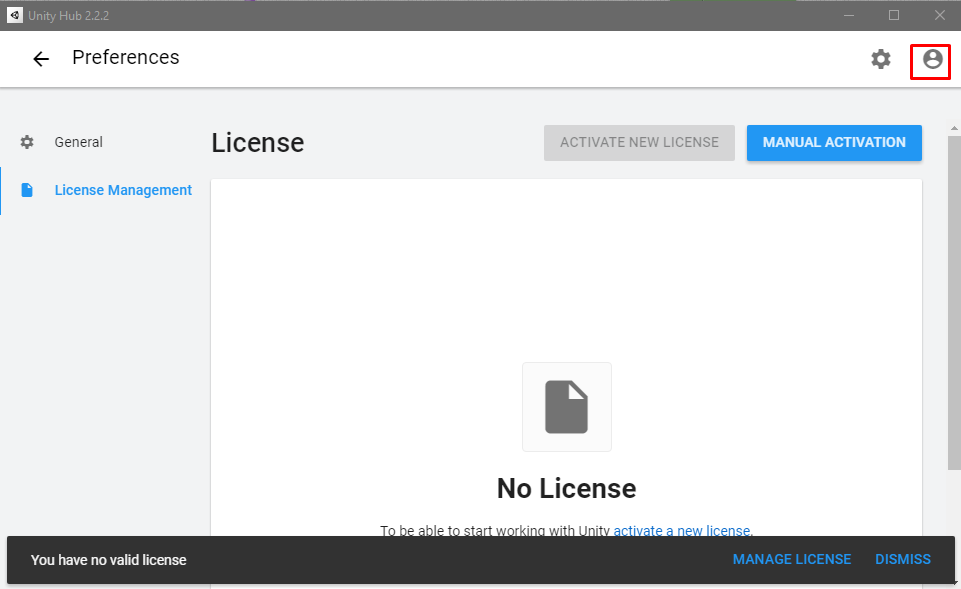 Unity Hub 2.2.2
Preferences
General
License Management
License
ACTIVATE NEW LICENSE
MANUAL ACTIVATION
No License
To be able to start working with Unity activate a new license.
You have no valid license
MANAGE LICENSE
DISMISS